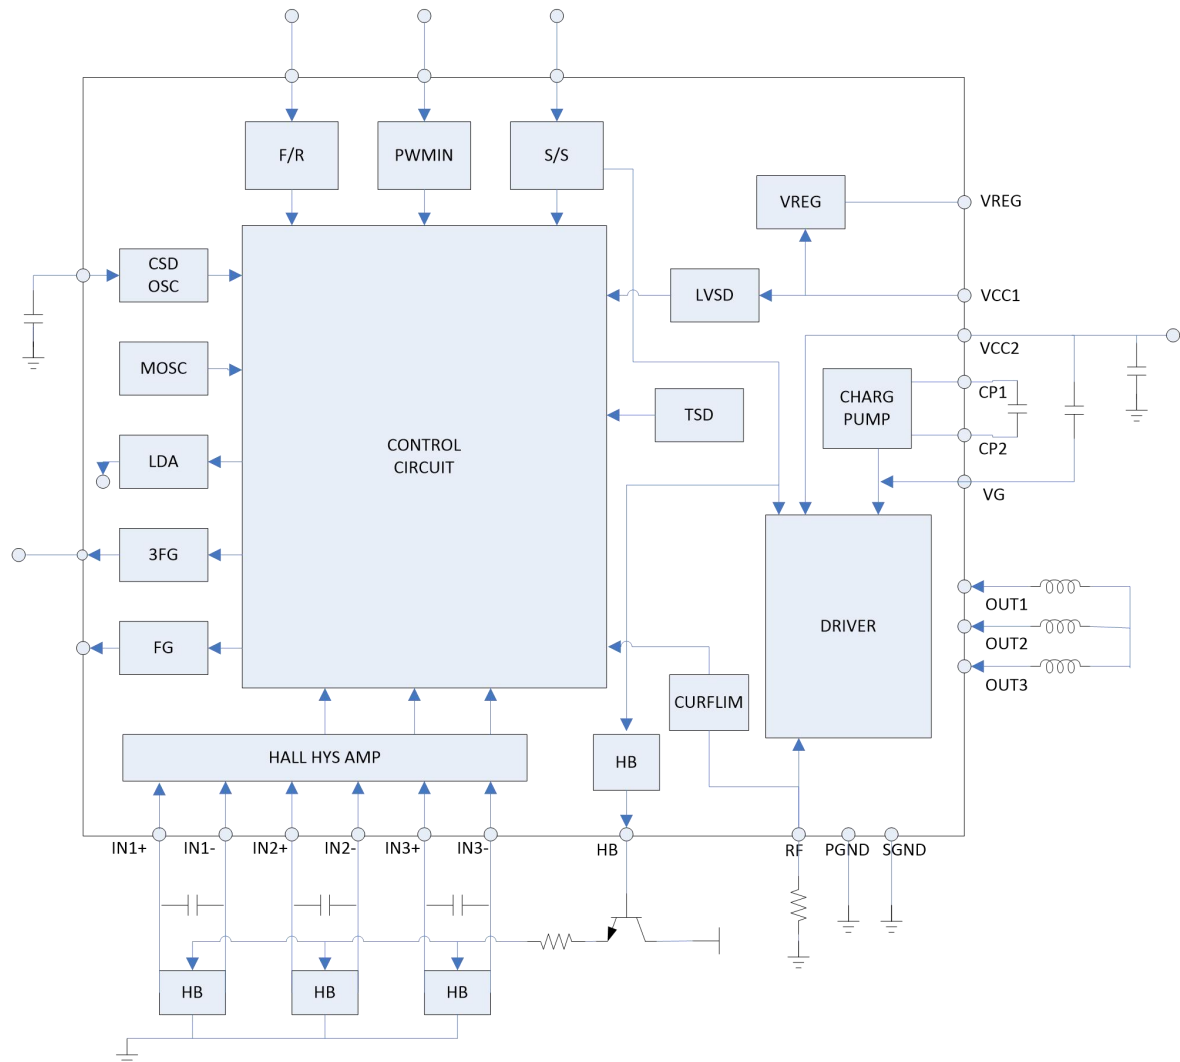 F/R
PWMIN
S/S
VREG
VREG
CSD
OSC
LVSD
VCC1
VCC2
MOSC
CHARG
PUMP
CP1
TSD
CP2
CONTROL
CIRCUIT
LDA
VG
3FG
OUT1
DRIVER
OUT2
FG
OUT3
CURFLIM
HALL HYS AMP
HB
IN1+
IN1-
IN2+
IN2-
IN3+
IN3-
HB
RF
PGND
SGND
HB
HB
HB